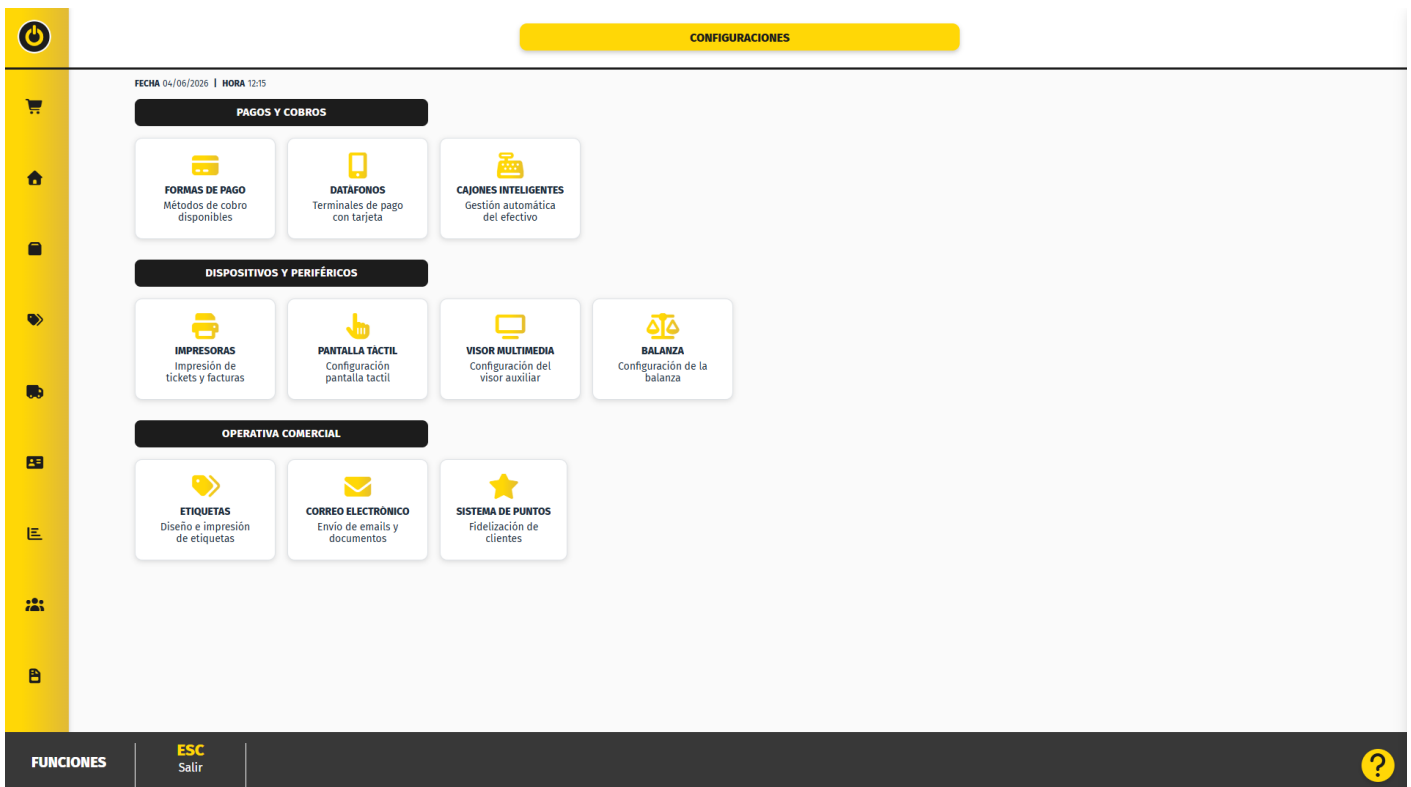 CONFIGURACIONES
FECHA 04/06/2026 | HORA 12:15
PAGOS Y COBROS
FORMAS DE PAGO
Métodos de cobro
disponibles
DATÁFONOS
Terminales de pago
con tarjeta
CAJONES INTELIGENTES
Gestión automática
del efectivo
DISPOSITIVOS Y PERIFÉRICOS
IMPRESORAS
Impresión de
tickets y facturas
PANTALLA TÁCTIL
Configuración
pantalla tactil
VISOR MULTIMEDIA
Configuración del
visor auxiliar
BALANZA
Configuración de la
balanza
OPERATIVA COMERCIAL
ETIQUETAS
Diseño e impresión
de etiquetas
CORREO ELECTRÓNICO
Envío de emails y
documentos
SISTEMA DE PUNTOS
Fidelización de
clientes
FUNCIONES
ESC
Salir
?